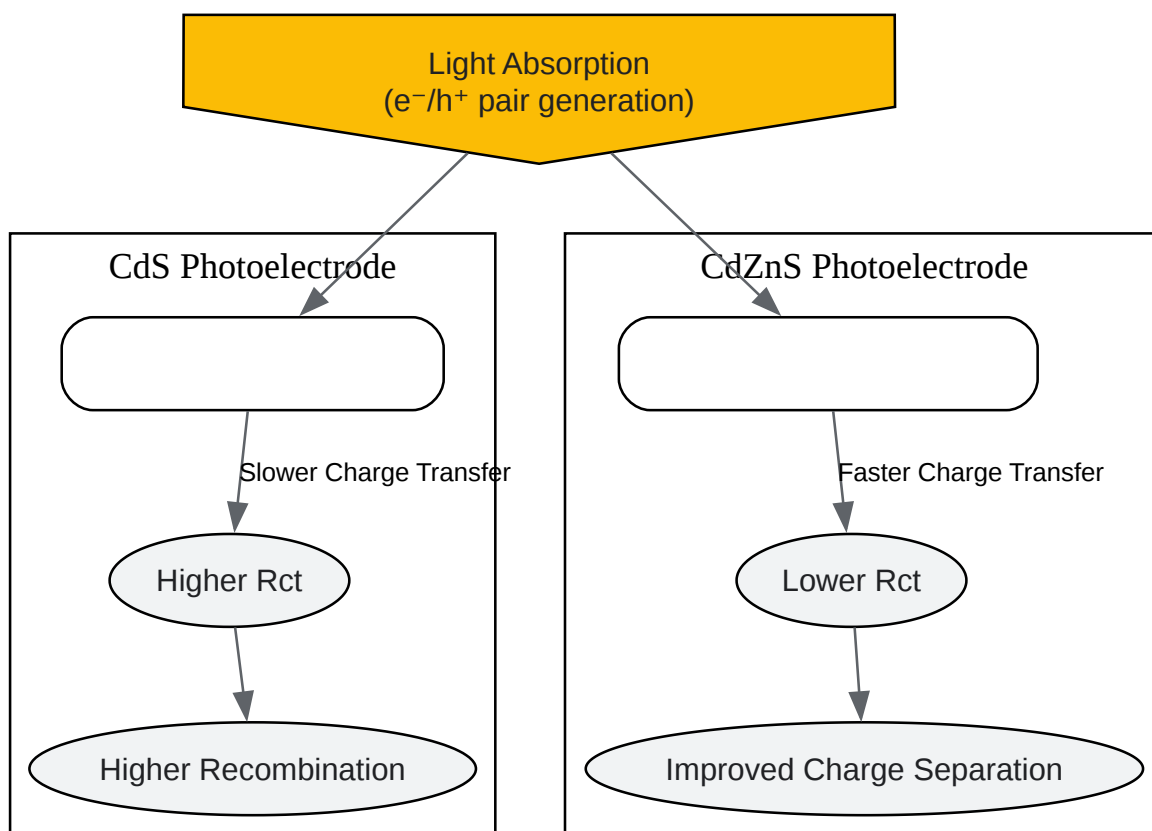 Light Absorption
(e⁻/h⁺ pair generation)
CdS Photoelectrode
CdZnS Photoelectrode
Slower Charge Transfer
Faster Charge Transfer
Higher Rct
Lower Rct
Higher Recombination
Improved Charge Separation